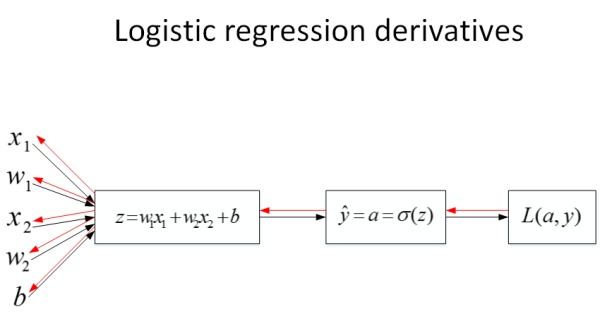 Logistic regression derivatives
x₁
w₁
x₂
w₂
b
z=w₁x₁+w₂x₂+b
ŷ=a=σ(z)
L(a,y)